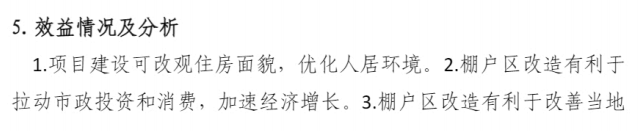 5. 效益情况及分析
1.项目建设可改观住房面貌，优化人居环境。2.棚户区改造有利于
拉动市政投资和消费，加速经济增长。3.棚户区改造有利于改善当地